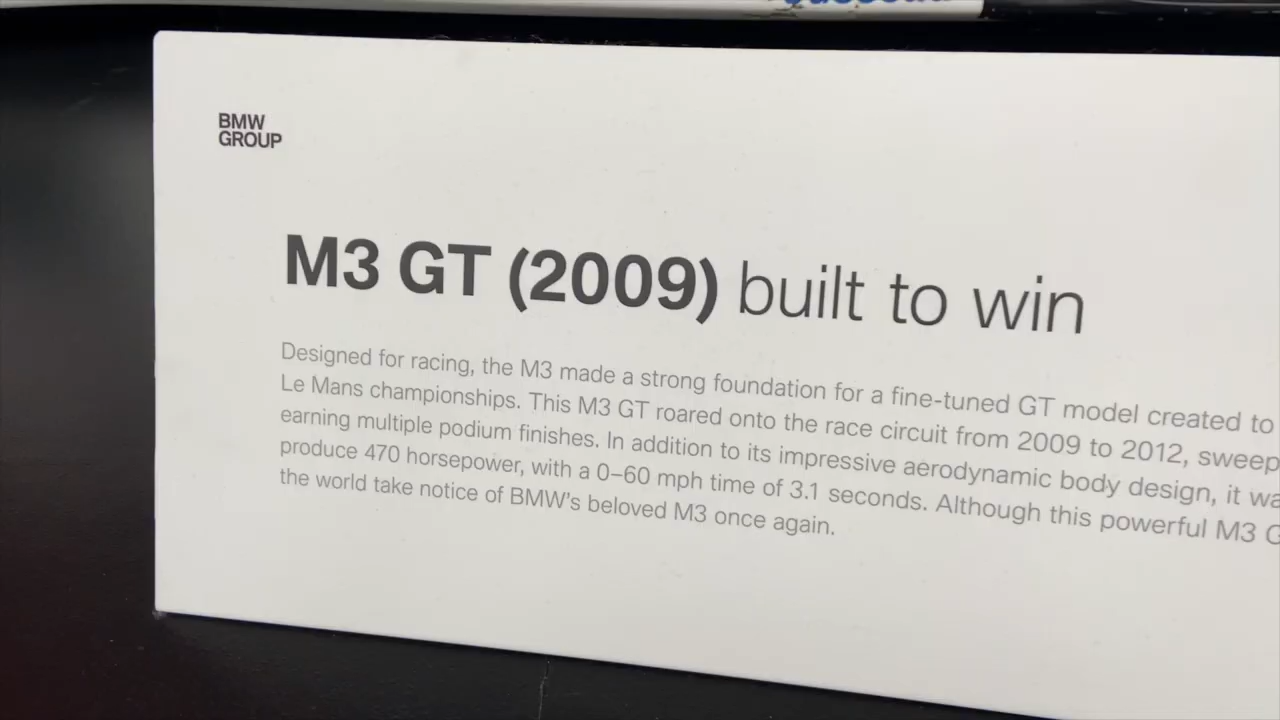 BMW
GROUP
M3 GT (2009) built to win
Designed for racing, the M3 made a strong foundation for a fine-tuned GT model created to
Le Mans championships. This M3 GT roared onto the race circuit from 2009 to 2012, sweep
earning multiple podium finishes. In addition to its impressive aerodynamic body design, it wa
produce 470 horsepower, with a 0–60 mph time of 3.1 seconds. Although this powerful M3 G
the world take notice of BMW's beloved M3 once again.